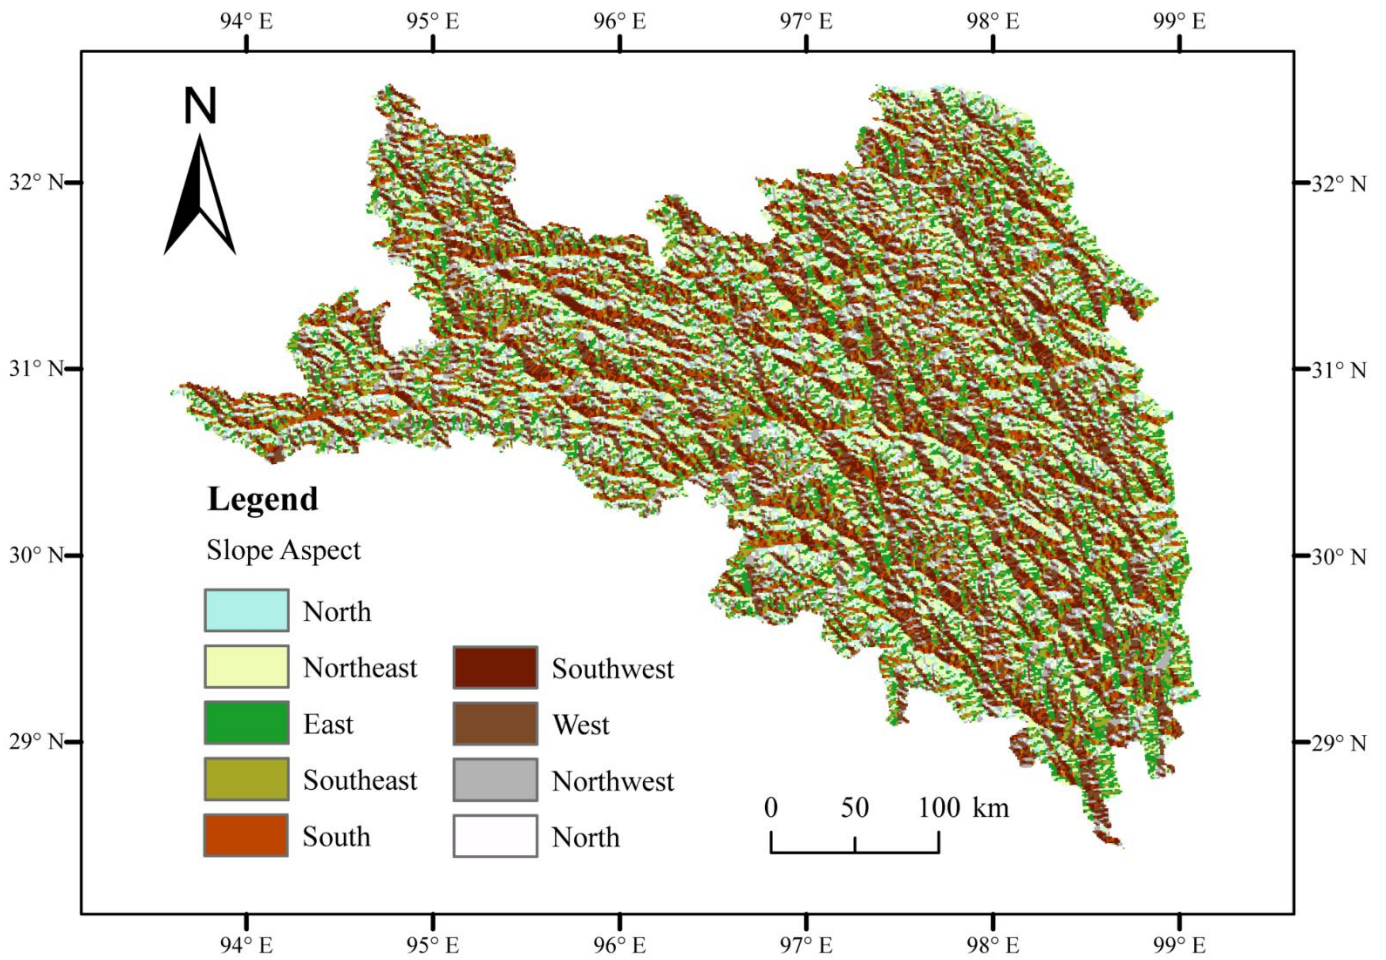 94° E 95° E 96° E 97° E 98° E 99° E
N
32° N 32° N
31° N 31° N
30° N 30° N
29° N 29° N
Legend
Slope Aspect
North
Northeast
East
Southeast
South
Southwest
West
Northwest
North
0 50 100 km
94° E 95° E 96° E 97° E 98° E 99° E